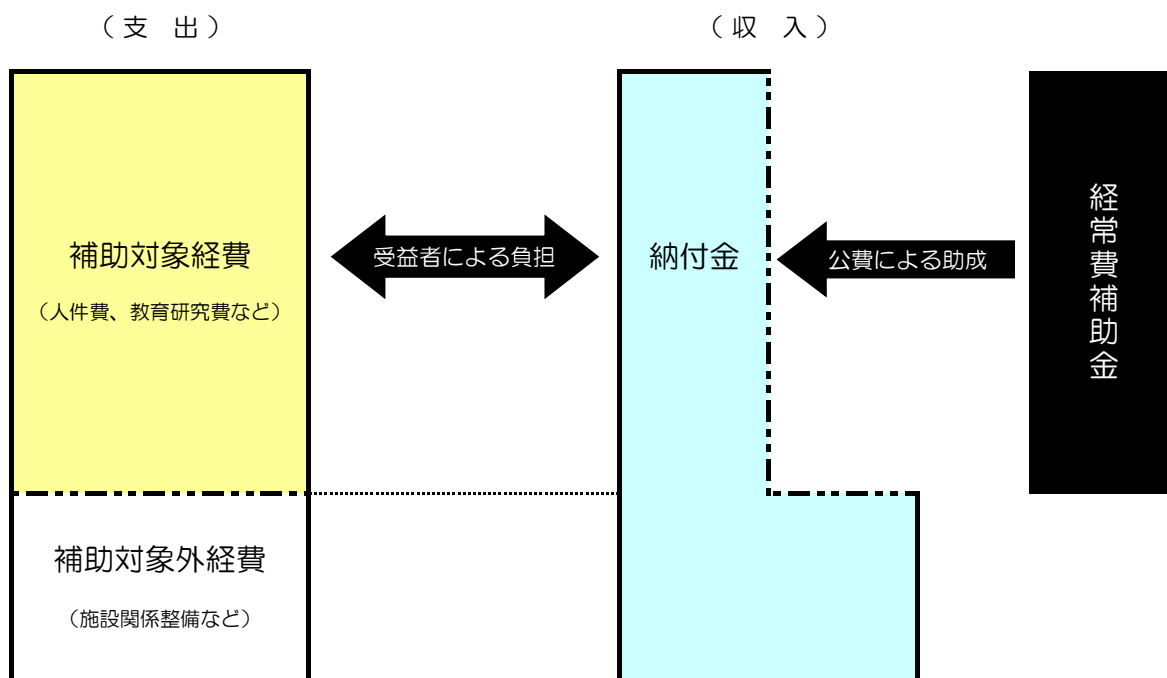 （支 出）
（収 入）
補助対象経費
（人件費、教育研究費など）
受益者による負担
納付金
公費による助成
経常費補助金
補助対象外経費
（施設関係整備など）